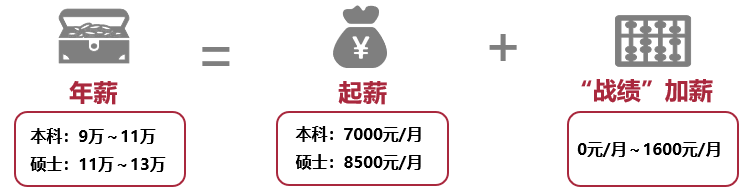 ¥
= +
年薪 起薪 “战绩”加薪
本科：9万～11万
硕士：11万～13万
本科：7000元/月
硕士：8500元/月
0元/月～1600元/月